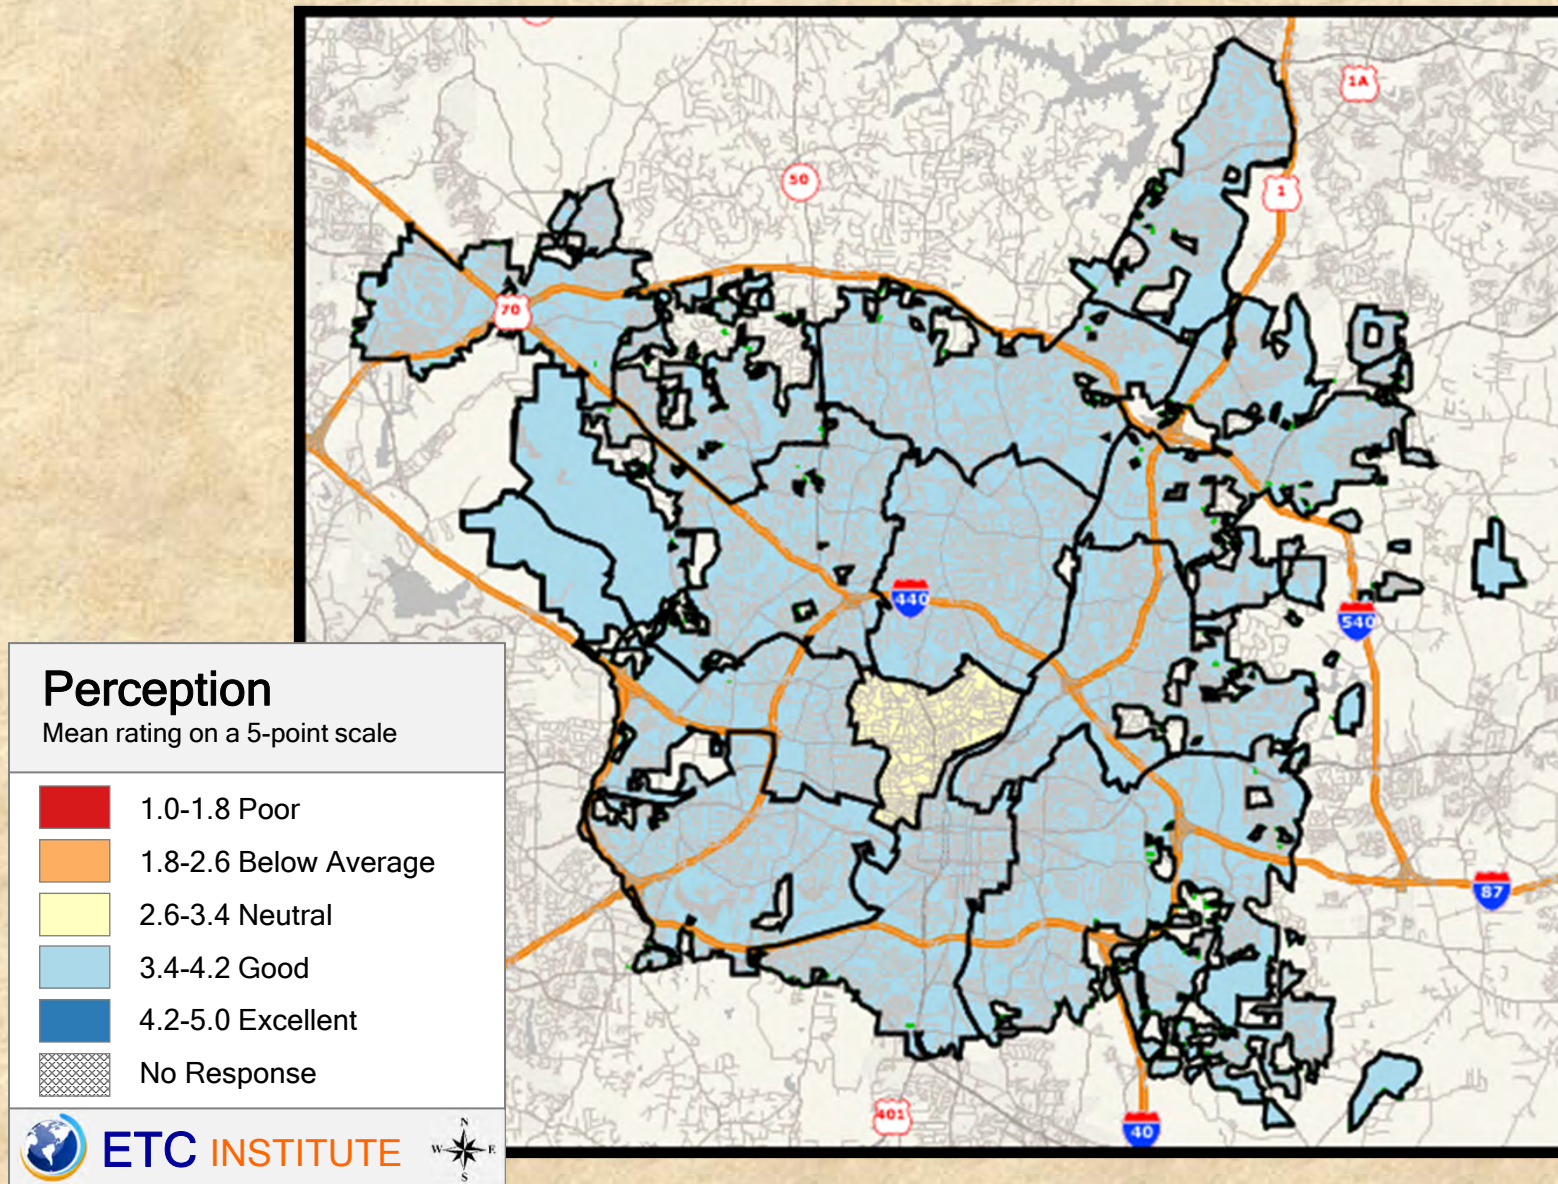 1A
50
1
70
440
540
87
401
40
Perception
Mean rating on a 5-point scale
1.0-1.8 Poor
1.8-2.6 Below Average
2.6-3.4 Neutral
3.4-4.2 Good
4.2-5.0 Excellent
No Response
ETC INSTITUTE
N
W E
S